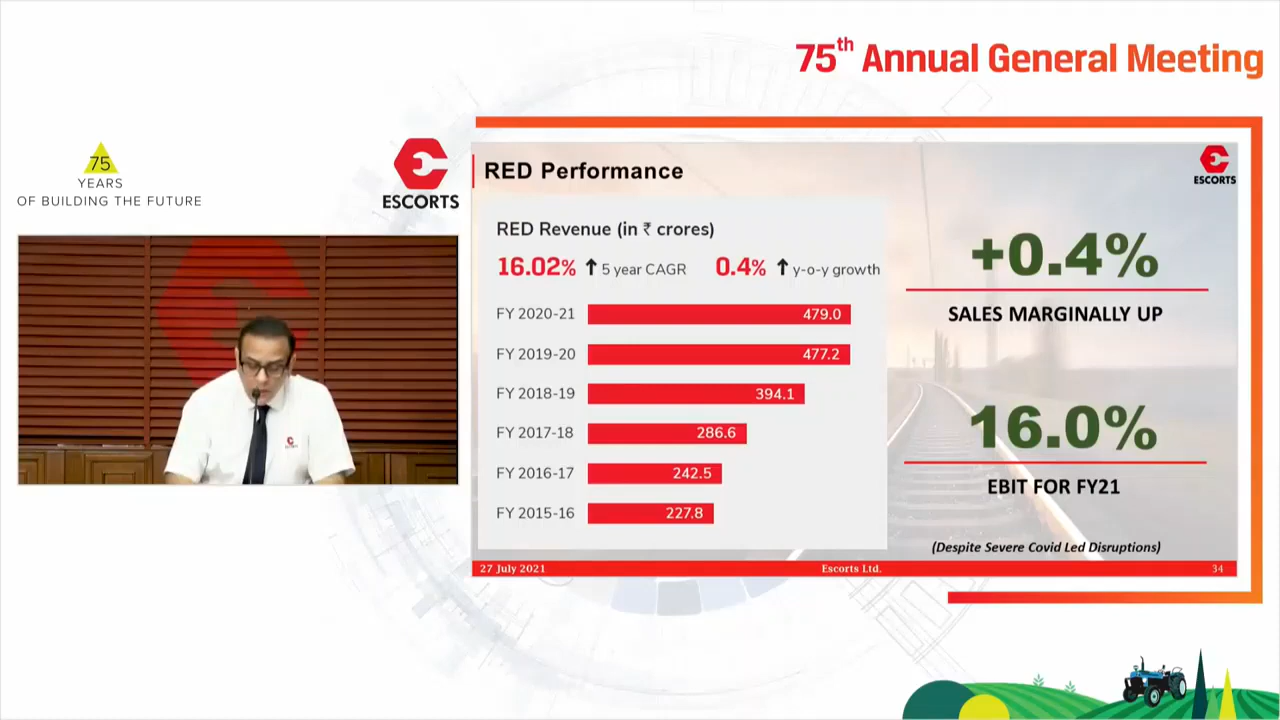 75th Annual General Meeting
75
YEARS
OF BUILDING THE FUTURE
ESCORTS
RED Performance
ESCORTS
RED Revenue (in ₹ crores)
16.02% ↑ 5 year CAGR 0.4% ↑ y-o-y growth
FY 2020-21 479.0
FY 2019-20 477.2
FY 2018-19 394.1
FY 2017-18 286.6
FY 2016-17 242.5
FY 2015-16 227.8
+0.4%
SALES MARGINALLY UP
16.0%
EBIT FOR FY21
(Despite Severe Covid Led Disruptions)
27 July 2021 Escorts Ltd. 34
ESCORTS